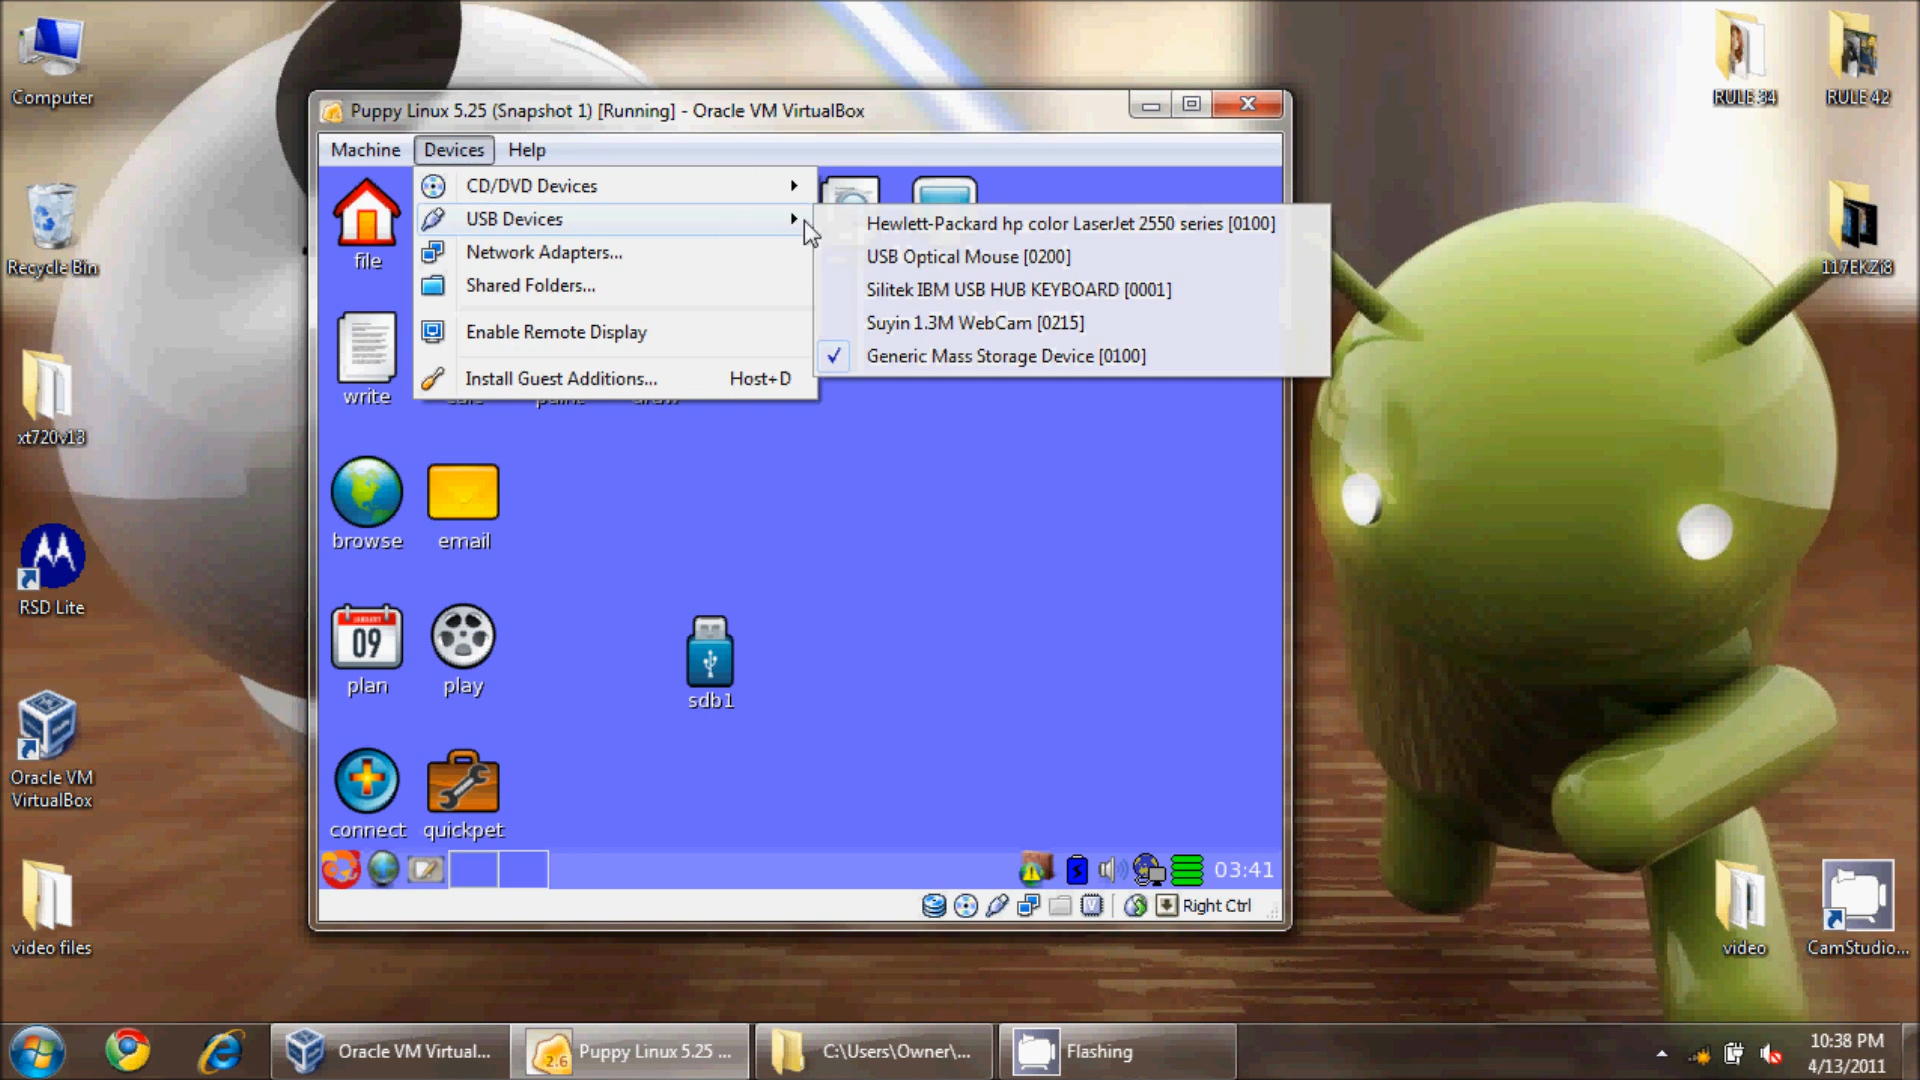 Computer
Recycle Bin
xt720v13
RSD Lite
Oracle VM
VirtualBox
video files
RULE 34
RULE 42
117EKZi8
video
CamStudio...
Puppy Linux 5.25 (Snapshot 1) [Running] - Oracle VM VirtualBox
Machine Devices Help
CD/DVD Devices
USB Devices
Network Adapters...
Shared Folders...
Enable Remote Display
Install Guest Additions... Host+D
Hewlett-Packard hp color LaserJet 2550 series [0100]
USB Optical Mouse [0200]
Silitek IBM USB HUB KEYBOARD [0001]
Suyin 1.3M WebCam [0215]
Generic Mass Storage Device [0100]
file
write
browse email
JANUARY
09
plan play
sdb1
connect quickpet
03:41
Right Ctrl
Oracle VM Virtual...
2.6
Puppy Linux 5.25 ...
C:\Users\Owner\...
Flashing
10:38 PM
4/13/2011